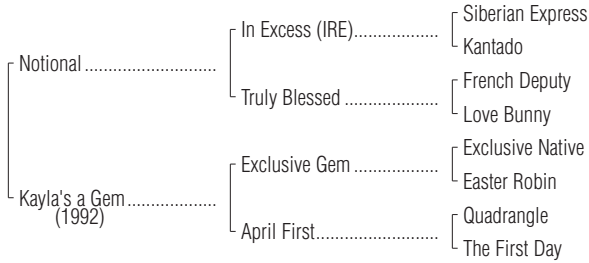 Siberian Express
In Excess (IRE)..................
Kantado
Notional ............................
French Deputy
Truly Blessed ....................
Love Bunny
Exclusive Native
Exclusive Gem ..................
Easter Robin
Kayla's a Gem...................
(1992)
Quadrangle
April First..........................
The First Day